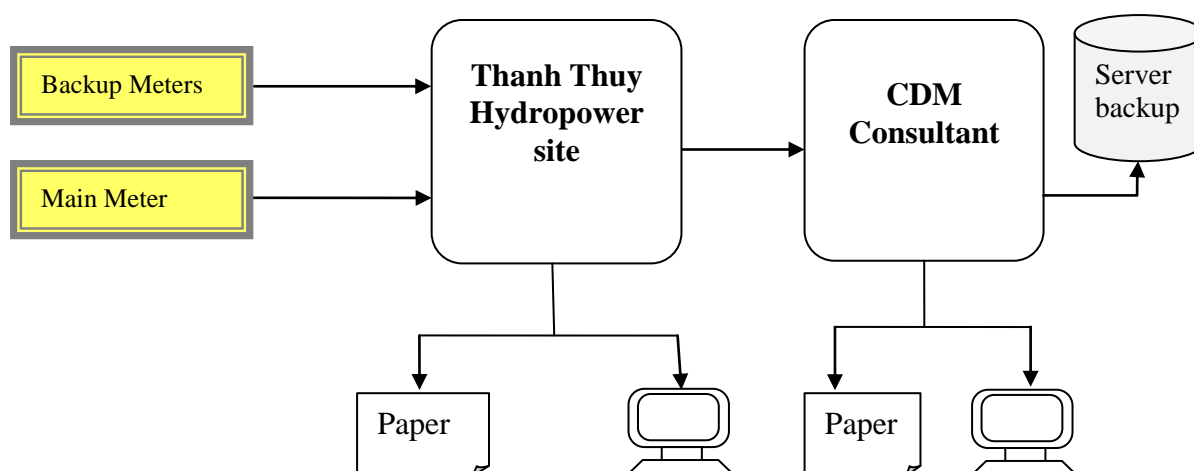 Backup Meters
Main Meter
Thanh Thuy
Hydropower
site
CDM
Consultant
Server
backup
Paper
Paper